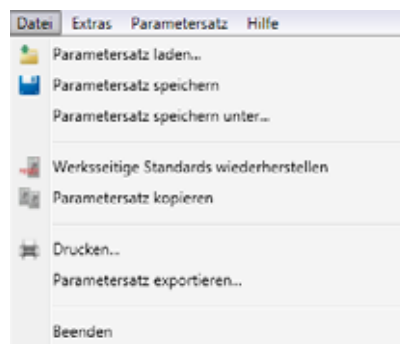 Datei Extras Parametersatz Hilfe
Parametersatz laden...
Parametersatz speichern
Parametersatz speichern unter...
Werksseitige Standards wiederherstellen
Parametersatz kopieren
Drucken...
Parametersatz exportieren...
Beenden